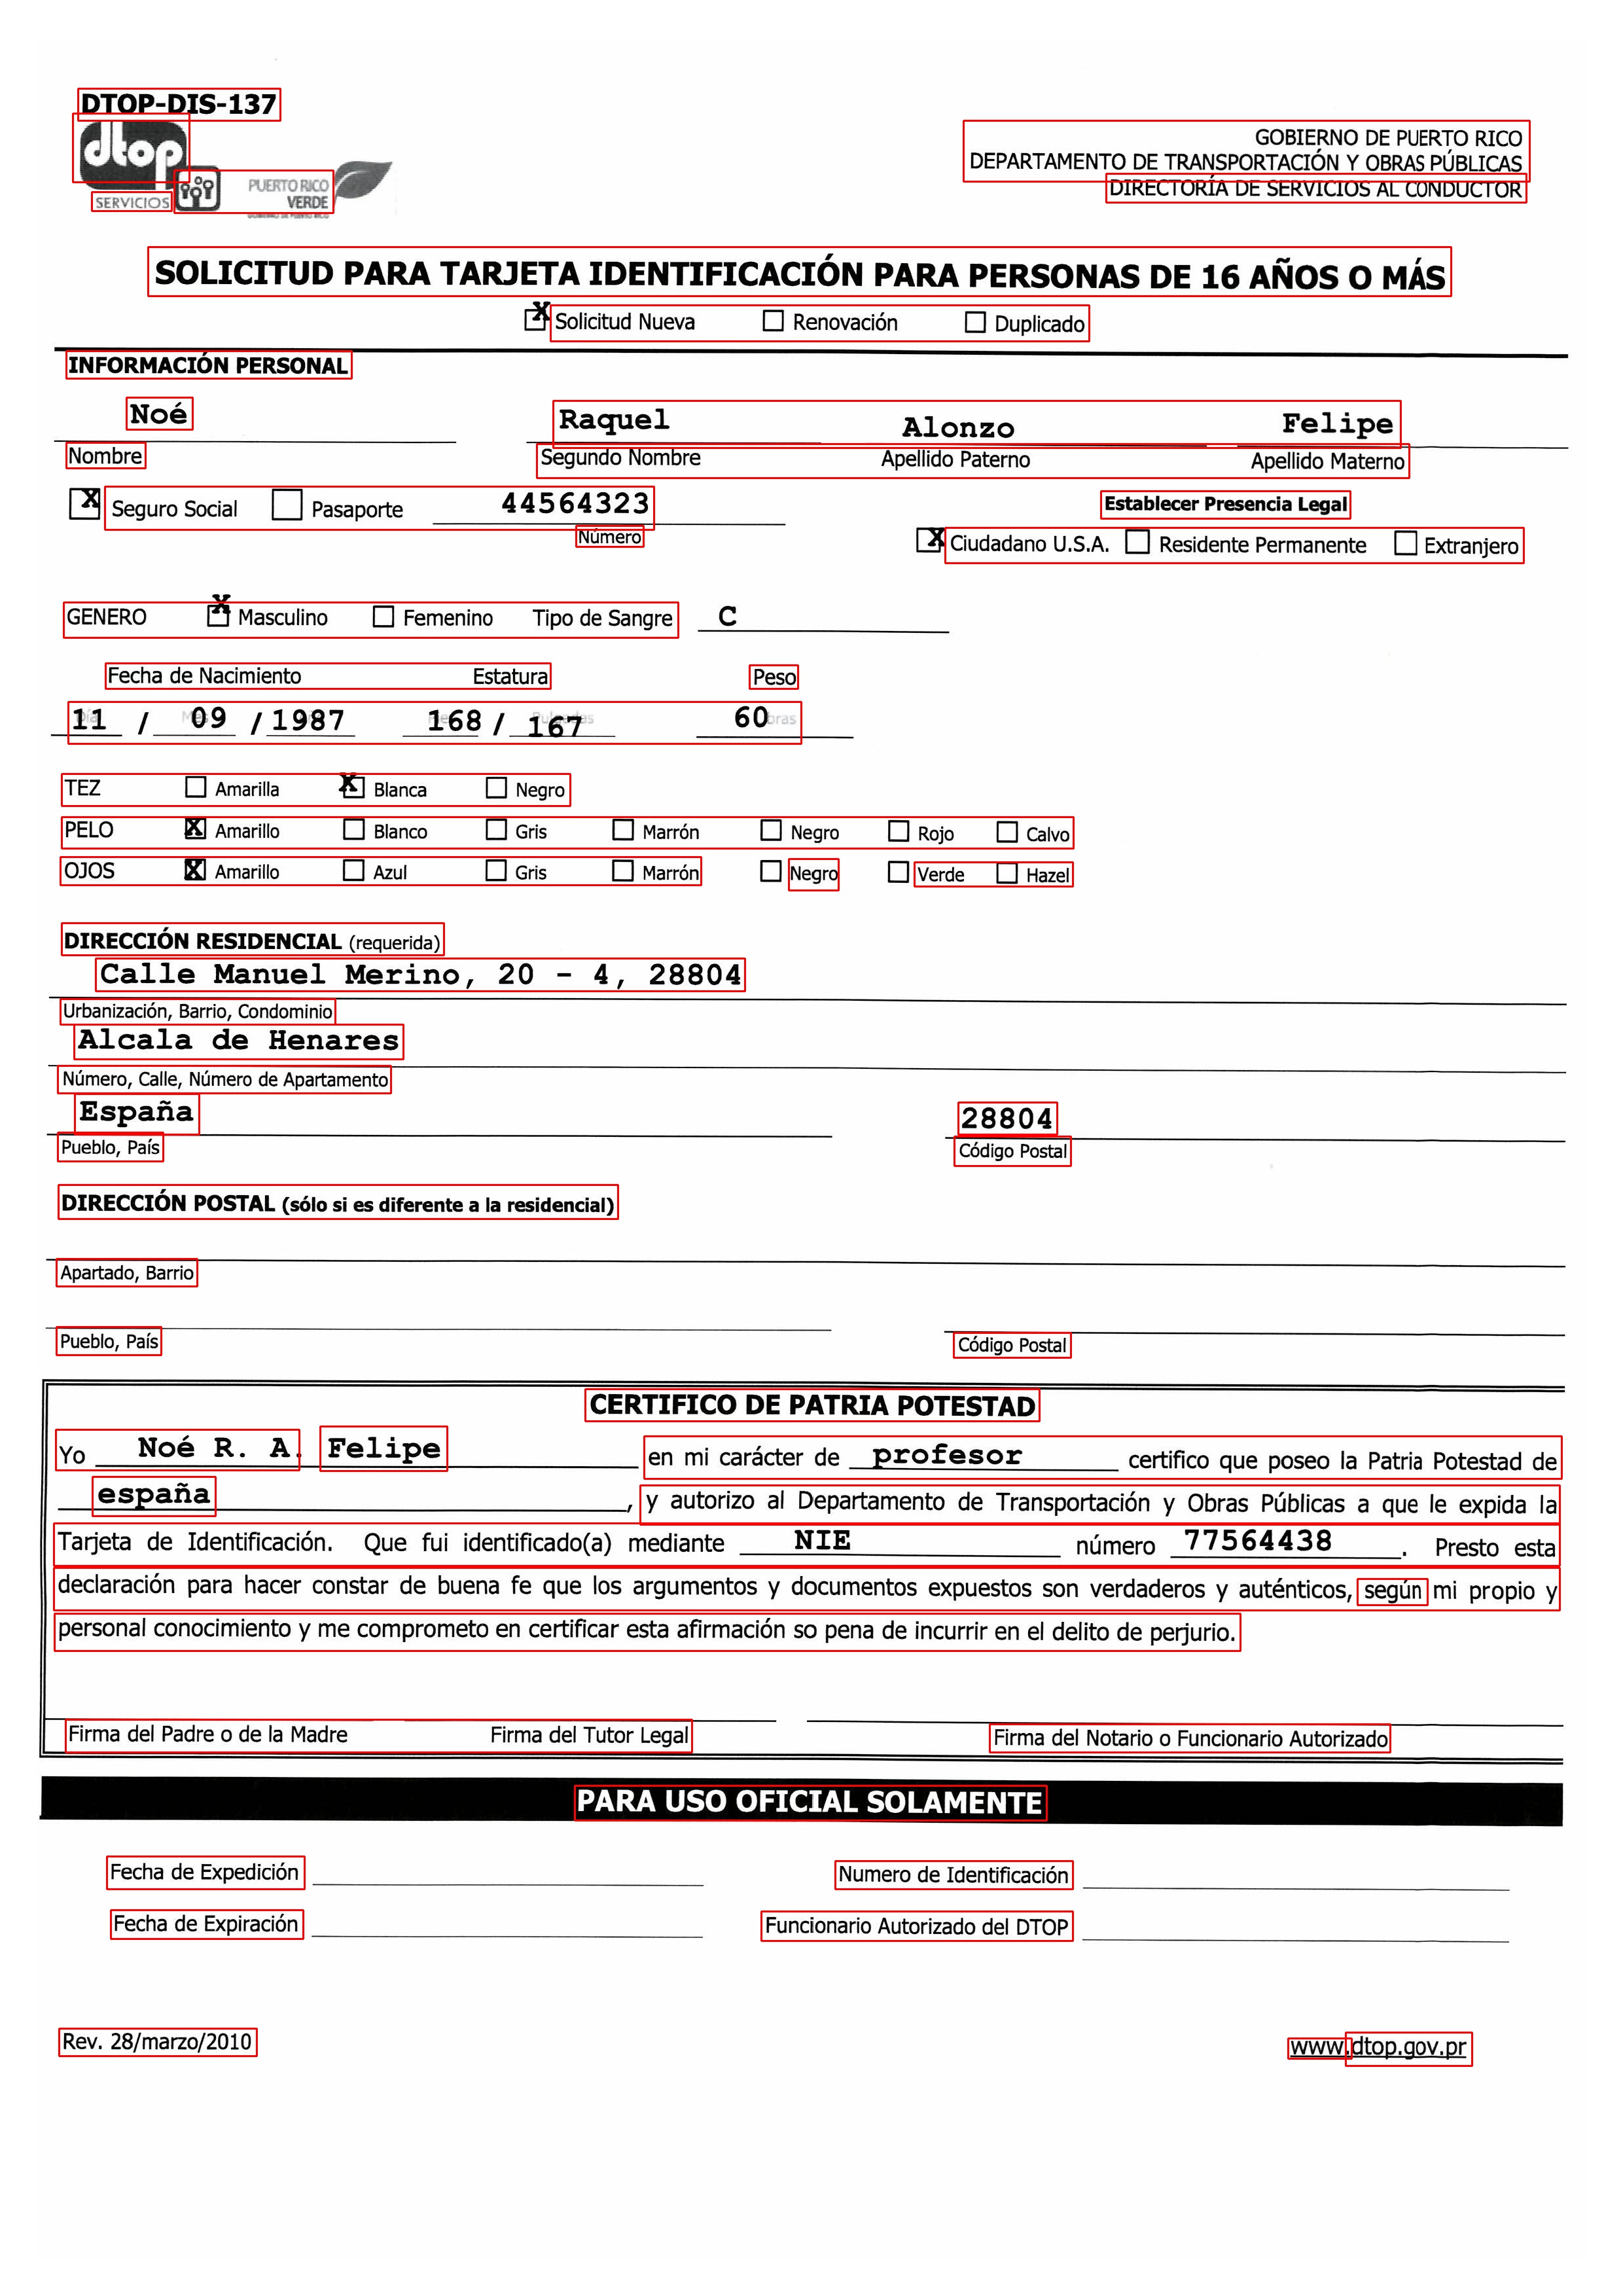 DTOP-DIS-137
dtop
SERVICIOS
PUERTO RICO
VERDE
GOBIERNO DE PUERTO RICO
GOBIERNO DE PUERTO RICO
DEPARTAMENTO DE TRANSPORTACIÓN Y OBRAS PÚBLICAS
DIRECTORÍA DE SERVICIOS AL CONDUCTOR
SOLICITUD PARA TARJETA IDENTIFICACIÓN PARA PERSONAS DE 16 AÑOS O MÁS
X Solicitud Nueva Renovación Duplicado
INFORMACIÓN PERSONAL
Noé Raquel Alonzo Felipe
Nombre Segundo Nombre Apellido Paterno Apellido Materno
X Seguro Social Pasaporte 44564323 Establecer Presencia Legal
Número X Ciudadano U.S.A. Residente Permanente Extranjero
GENERO X Masculino Femenino Tipo de Sangre C
Fecha de Nacimiento Estatura Peso
11 / 09 / 1987 168 / 167 60
TEZ Amarilla X Blanca Negro
PELO X Amarillo Blanco Gris Marrón Negro Rojo Calvo
OJOS X Amarillo Azul Gris Marrón Negro Verde Hazel
DIRECCIÓN RESIDENCIAL (requerida)
Calle Manuel Merino, 20 - 4, 28804
Urbanización, Barrio, Condominio
Alcala de Henares
Número, Calle, Número de Apartamento
España 28804
Pueblo, País Código Postal
DIRECCIÓN POSTAL (sólo si es diferente a la residencial)
Apartado, Barrio
Pueblo, País Código Postal
CERTIFICO DE PATRIA POTESTAD
Yo Noé R. A. Felipe en mi carácter de profesor certifico que poseo la Patria Potestad de
españa , y autorizo al Departamento de Transportación y Obras Públicas a que le expida la
Tarjeta de Identificación. Que fui identificado(a) mediante NIE número 77564438 . Presto esta
declaración para hacer constar de buena fe que los argumentos y documentos expuestos son verdaderos y auténticos, según mi propio y
personal conocimiento y me comprometo en certificar esta afirmación so pena de incurrir en el delito de perjurio.
Firma del Padre o de la Madre Firma del Tutor Legal Firma del Notario o Funcionario Autorizado
PARA USO OFICIAL SOLAMENTE
Fecha de Expedición Numero de Identificación
Fecha de Expiración Funcionario Autorizado del DTOP
Rev. 28/marzo/2010 www.dtop.gov.pr